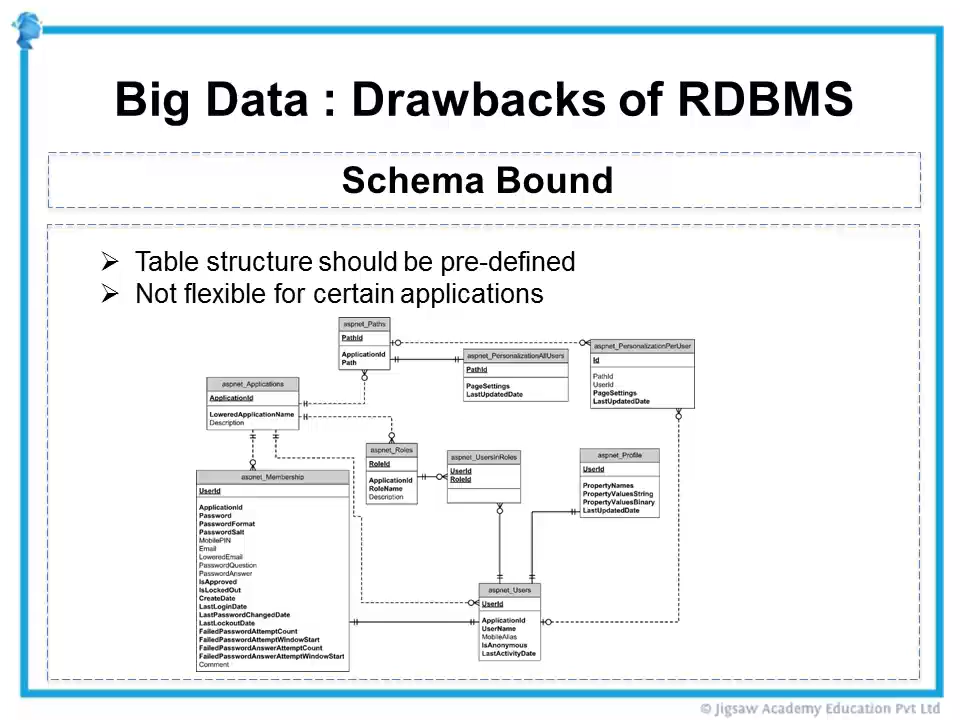 Big Data : Drawbacks of RDBMS
Schema Bound
➢ Table structure should be pre-defined
➢ Not flexible for certain applications
aspnet_Paths
PathId
ApplicationId
Path
aspnet_PersonalizationAllUsers
PathId
PageSettings
LastUpdatedDate
aspnet_PersonalizationPerUser
Id
PathId
UserId
PageSettings
LastUpdatedDate
aspnet_Applications
ApplicationId
LoweredApplicationName
Description
aspnet_Roles
RoleId
ApplicationId
RoleName
Description
aspnet_UsersInRoles
UserId
RoleId
aspnet_Profile
UserId
PropertyNames
PropertyValuesString
PropertyValuesBinary
LastUpdatedDate
aspnet_Membership
UserId
ApplicationId
Password
PasswordFormat
PasswordSalt
MobilePIN
Email
LoweredEmail
PasswordQuestion
PasswordAnswer
IsApproved
IsLockedOut
CreateDate
LastLoginDate
LastPasswordChangedDate
LastLockoutDate
FailedPasswordAttemptCount
FailedPasswordAttemptWindowStart
FailedPasswordAnswerAttemptCount
FailedPasswordAnswerAttemptWindowStart
Comment
aspnet_Users
UserId
ApplicationId
UserName
MobileAlias
IsAnonymous
LastActivityDate
© Jigsaw Academy Education Pvt Ltd